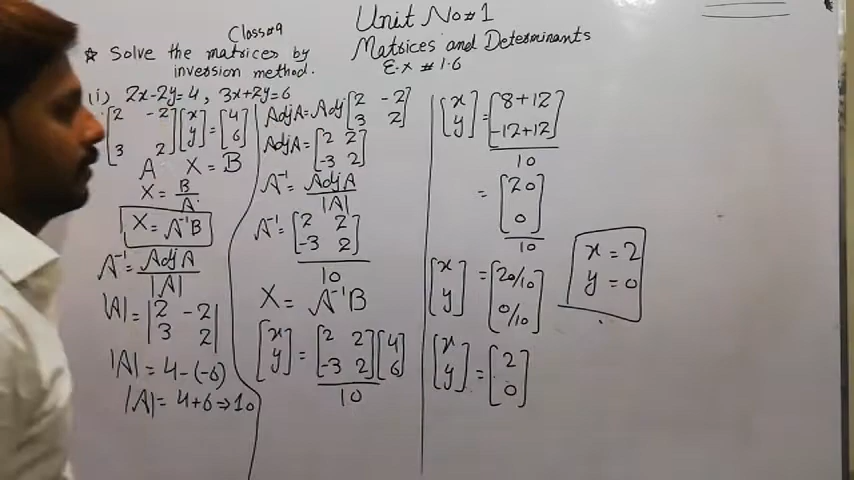 Class#9
Unit No#1
Matrices and Determinants
E.x # 1.6
☆ Solve the matrices by
inversion method.
(i) 2x-2y=4, 3x+2y=6
[2 -2; 3 2][x; y]=[4; 6]
A X = B
X = B/A
X = A⁻¹B
A⁻¹ = Adj A/|A|
|A| = |2 -2; 3 2|
|A| = 4-(-6)
|A| = 4+6 ⇒ 10
Adj A = Adj [2 -2; 3 2]
Adj A = [2 2; -3 2]
A⁻¹ = Adj A/|A|
A⁻¹ = [2 2; -3 2]/10
X = A⁻¹B
[x; y] = [2 2; -3 2][4; 6]/10
[x; y] = [8+12; -12+12]/10
= [20; 0]/10
[x; y] = [20/10; 0/10]
[x; y] = [2; 0]
x = 2
y = 0